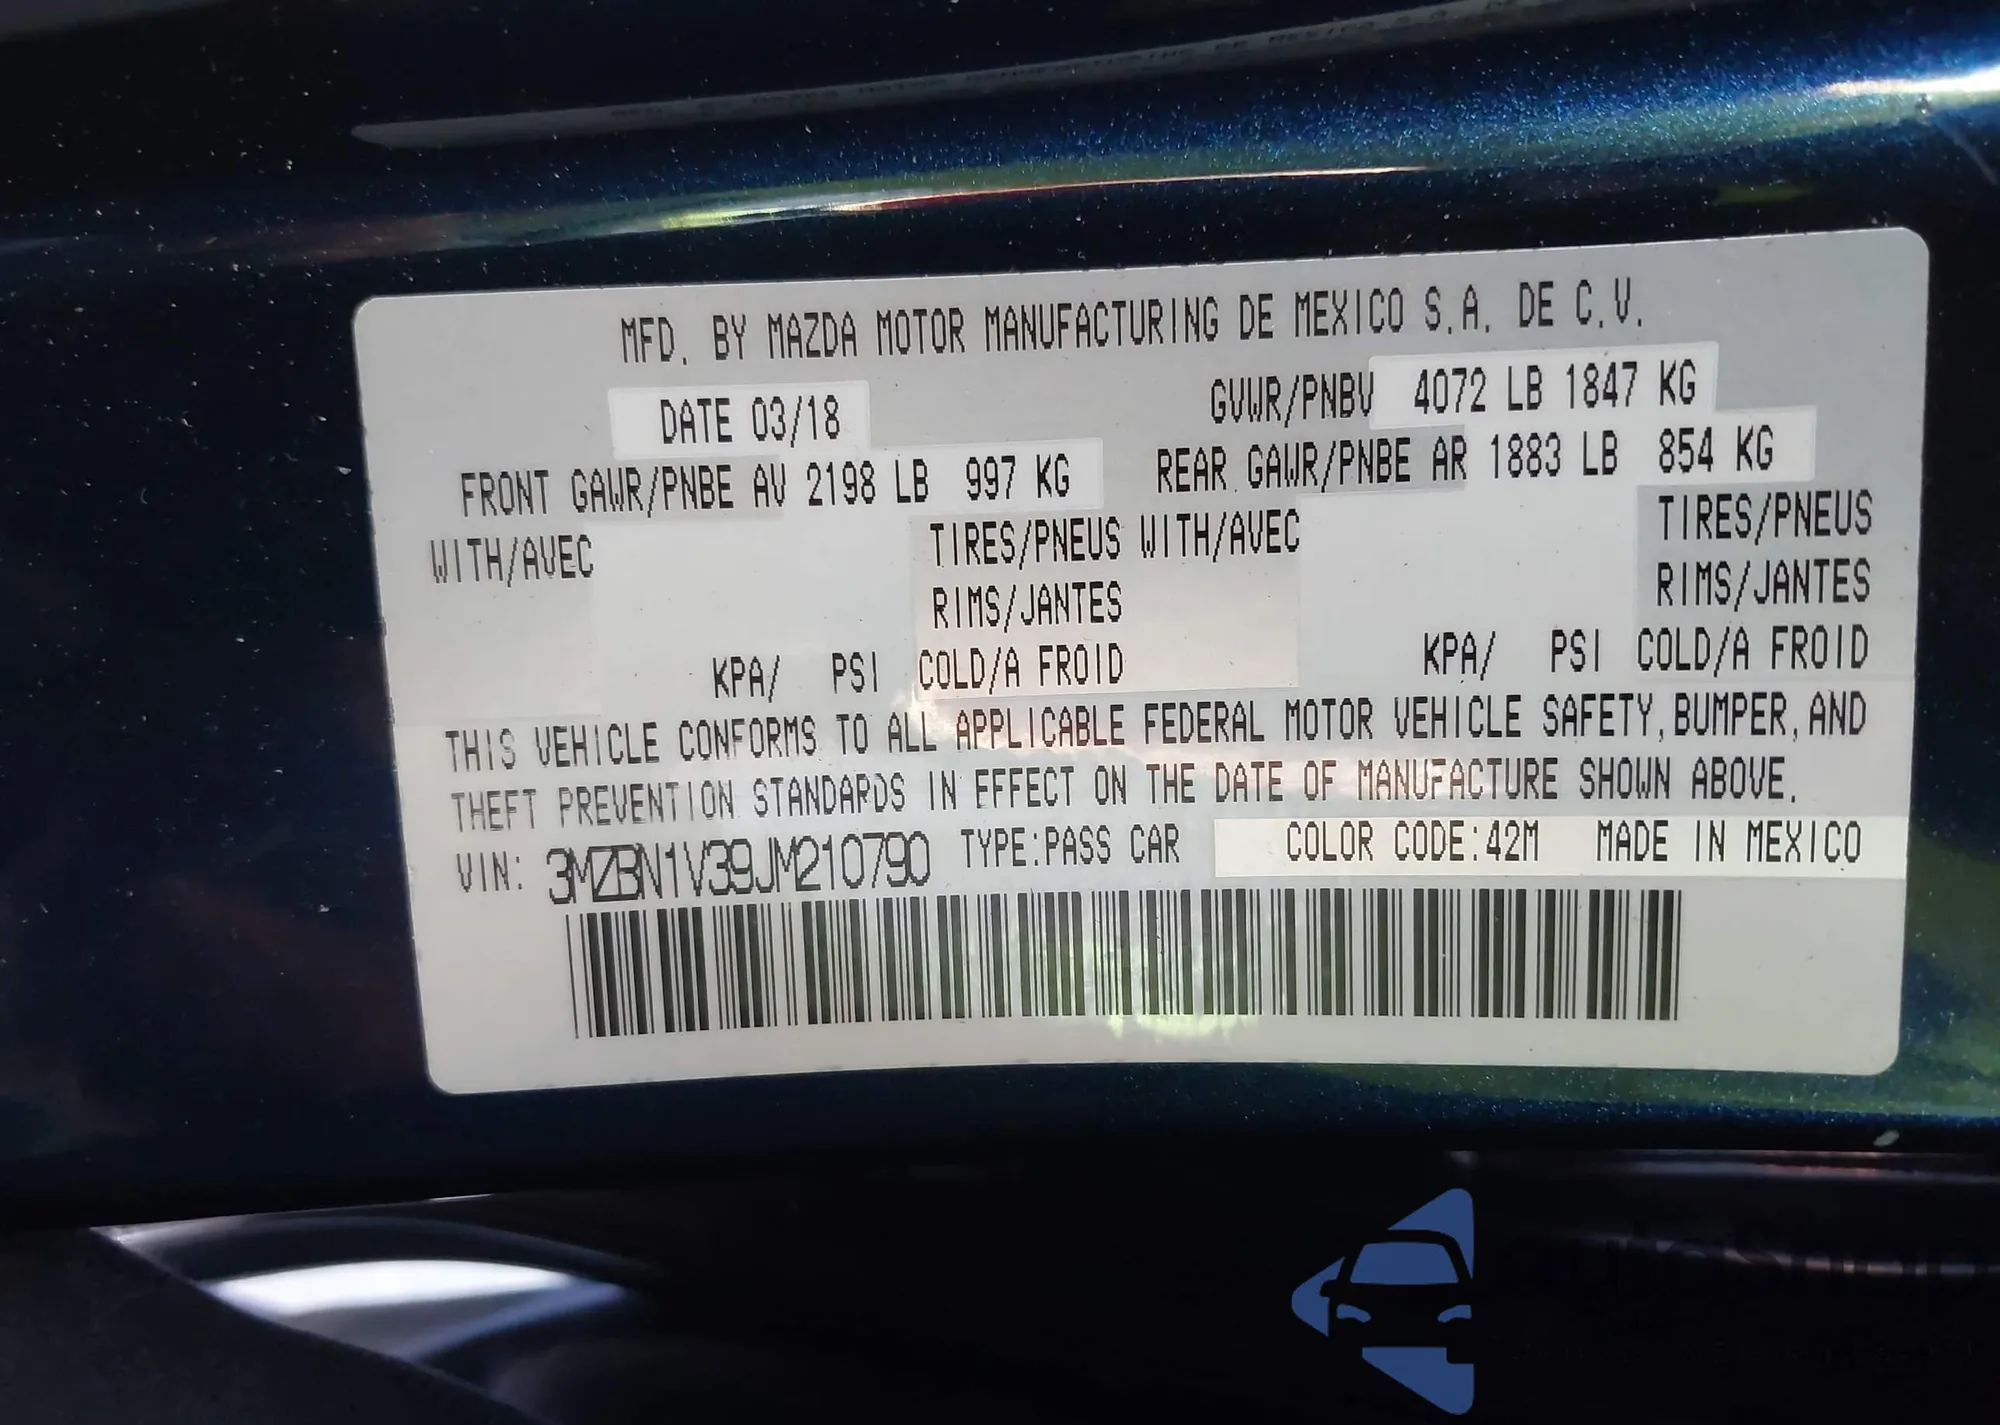 MFD. BY MAZDA MOTOR MANUFACTURING DE MEXICO S.A. DE C.V.
DATE 03/18 GVWR/PNBV 4072 LB 1847 KG
FRONT GAWR/PNBE AV 2198 LB 997 KG REAR GAWR/PNBE AR 1883 LB 854 KG
WITH/AVEC TIRES/PNEUS WITH/AVEC TIRES/PNEUS
RIMS/JANTES RIMS/JANTES
KPA/ PSI COLD/A FROID KPA/ PSI COLD/A FROID
THIS VEHICLE CONFORMS TO ALL APPLICABLE FEDERAL MOTOR VEHICLE SAFETY, BUMPER, AND
THEFT PREVENTION STANDARDS IN EFFECT ON THE DATE OF MANUFACTURE SHOWN ABOVE.
VIN: 3MZBN1V39JM210790 TYPE:PASS CAR COLOR CODE:42M MADE IN MEXICO